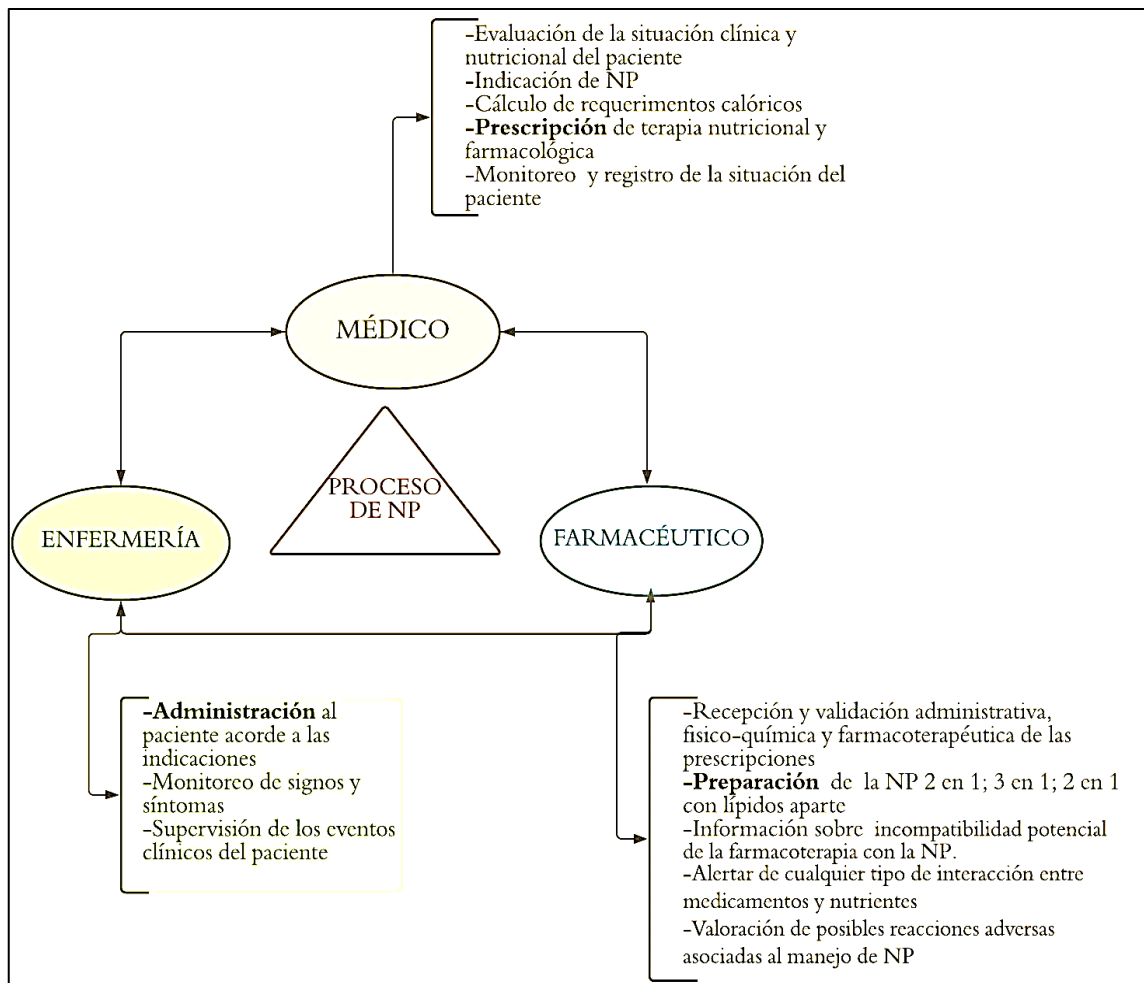 -Evaluación de la situación clínica y
nutricional del paciente
-Indicación de NP
-Cálculo de requerimentos calóricos
-Prescripción de terapia nutricional y
farmacológica
-Monitoreo y registro de la situación del
paciente
MÉDICO
PROCESO
DE NP
ENFERMERÍA
FARMACÉUTICO
-Administración al
paciente acorde a las
indicaciones
-Monitoreo de signos y
síntomas
-Supervisión de los eventos
clínicos del paciente
-Recepción y validación administrativa,
fisico-química y farmacoterapéutica de las
prescripciones
-Preparación de la NP 2 en 1; 3 en 1; 2 en 1
con lípidos aparte
-Información sobre incompatibilidad potencial
de la farmacoterapia con la NP.
-Alertar de cualquier tipo de interacción entre
medicamentos y nutrientes
-Valoración de posibles reacciones adversas
asociadas al manejo de NP